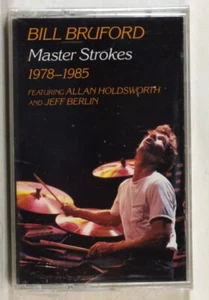 BILL BRUFORD
Master Strokes
1978–1985
FEATURING ALLAN HOLDSWORTH
AND JEFF BERLIN